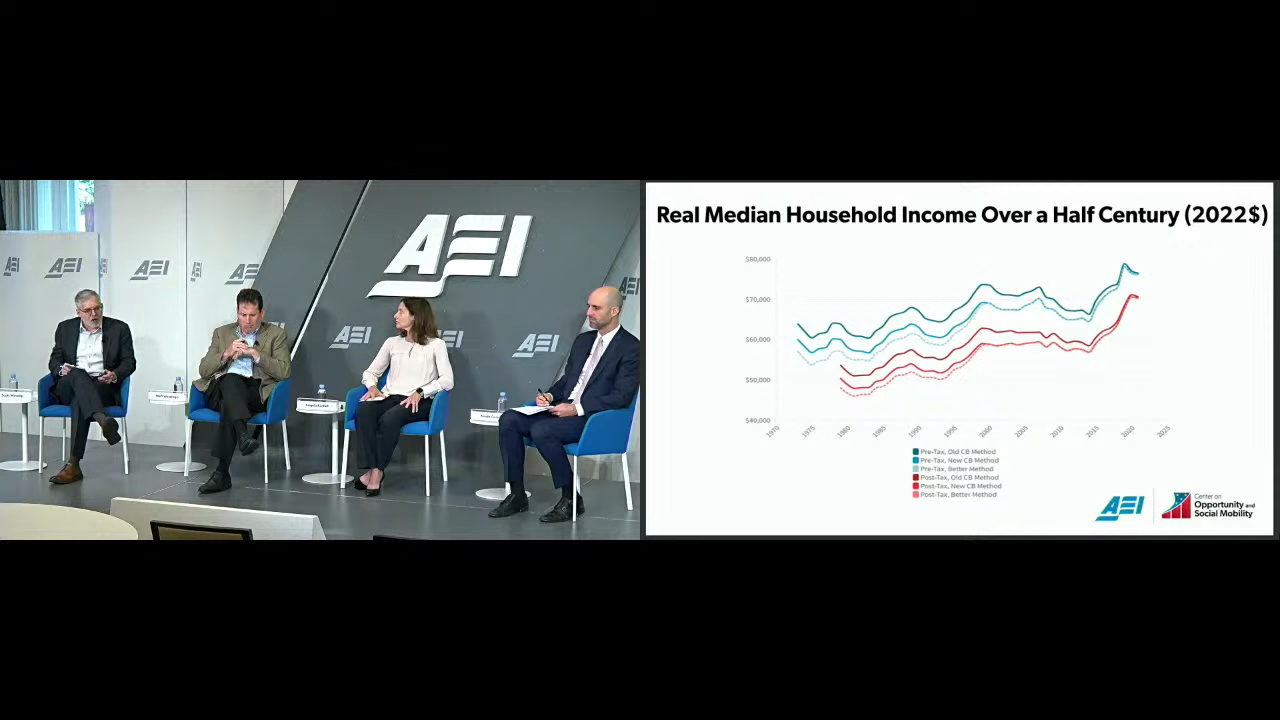 AEI
AEI
AEI
AEI
AEI
AEI
AEI
AEI
AEI
Real Median Household Income Over a Half Century (2022$)
$80,000
$70,000
$60,000
$50,000
$40,000
1970
1975
1980
1985
1990
1995
2000
2005
2010
2015
2020
2025
Pre-Tax, Old CB Method
Pre-Tax, New CB Method
Pre-Tax, Better Method
Post-Tax, Old CB Method
Post-Tax, New CB Method
Post-Tax, Better Method
AEI
Center on
Opportunity and
Social Mobility